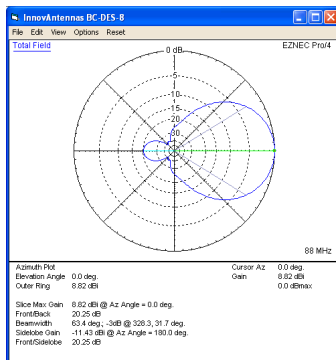 InnovAntennas BC-DES-8
File Edit View Options Reset
Total Field
EZNEC Pro/4
0 dB
-5
-10
-15
-20
-30
88 MHz
Azimuth Plot
Elevation Angle 0.0 deg.
Outer Ring 8.82 dBi
Cursor Az 0.0 deg.
Gain 8.82 dBi
0.0 dBmax
Slice Max Gain 8.82 dBi @ Az Angle = 0.0 deg.
Front/Back 20.25 dB
Beamwidth 63.4 deg.; -3dB @ 328.3, 31.7 deg.
Sidelobe Gain -11.43 dBi @ Az Angle = 180.0 deg.
Front/Sidelobe 20.25 dB